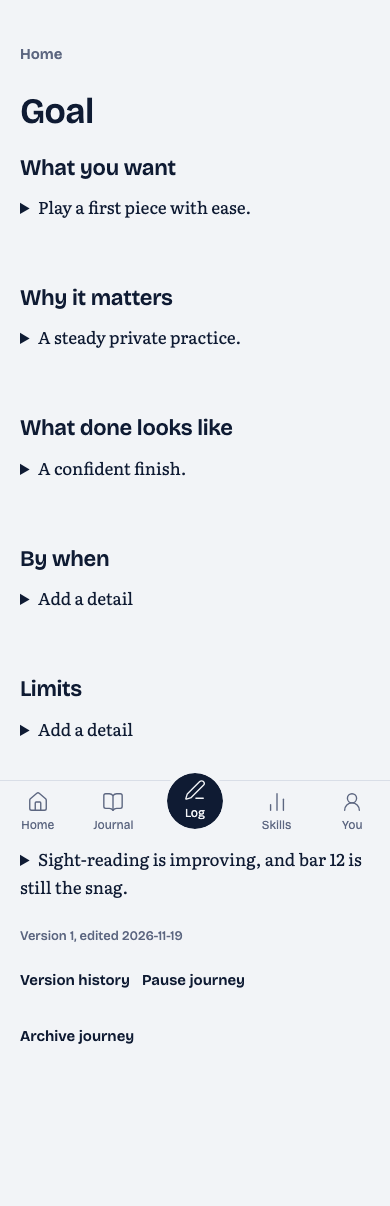 Home
Goal
What you want
Play a first piece with ease.
Why it matters
A steady private practice.
What done looks like
A confident finish.
By when
Add a detail
Limits
Add a detail
Home
Journal
Log
Skills
You
Sight-reading is improving, and bar 12 is
still the snag.
Version 1, edited 2026-11-19
Version history Pause journey
Archive journey